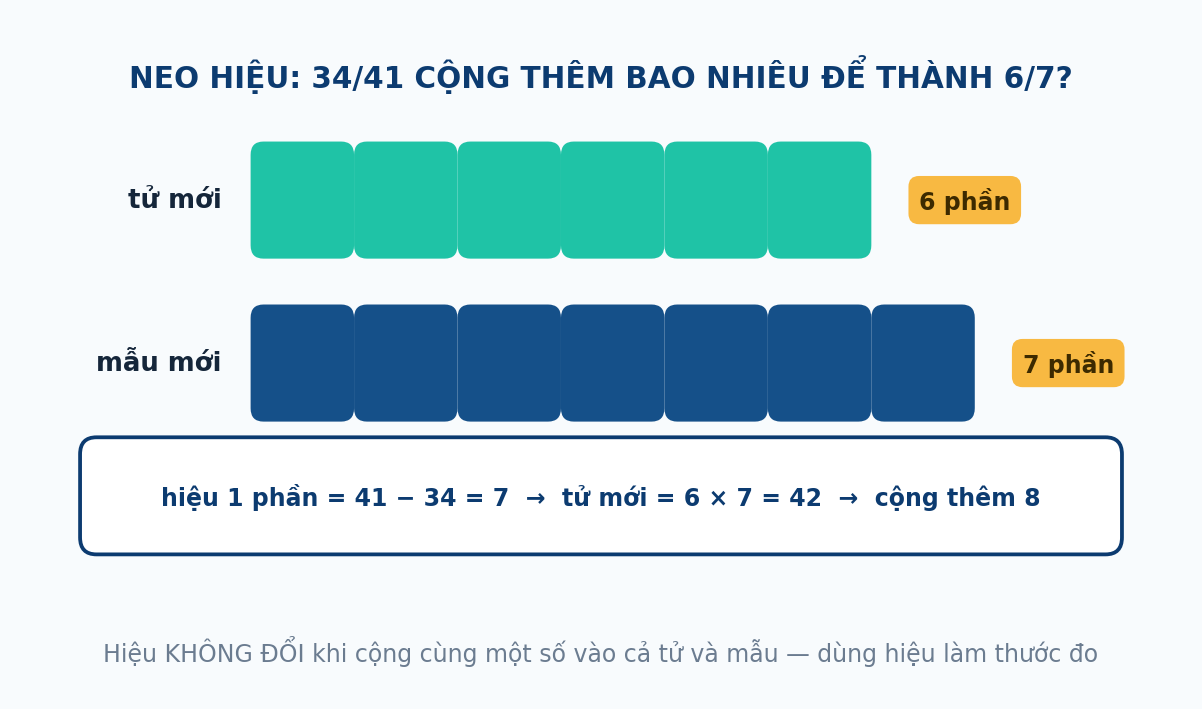 NEO HIỆU: 34/41 CỘNG THÊM BAO NHIÊU ĐỂ THÀNH 6/7?
tử mới
6 phần
mẫu mới
7 phần
hiệu 1 phần = 41 − 34 = 7 → tử mới = 6 × 7 = 42 → cộng thêm 8
Hiệu KHÔNG ĐỔI khi cộng cùng một số vào cả tử và mẫu — dùng hiệu làm thước đo